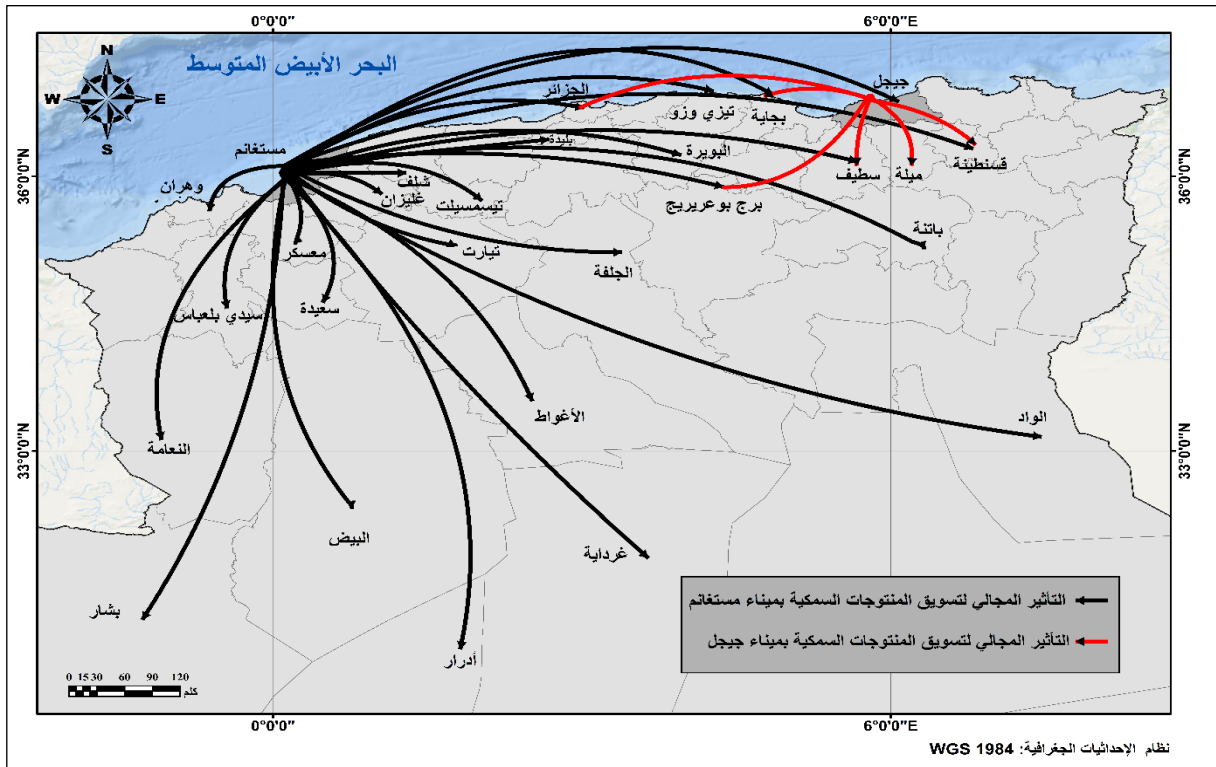 0°0'0"
6°0'0"E
N
W
E
S
البحر الأبيض المتوسط
جيجل
الجزائر
تيزي وزو
بجاية
بليدة
البويرة
قسنطينة
مستغانم
36°0'0"N
36°0'0"N
سطيف
ميلة
وهران
شلف
غليزان
تيسمسيلت
برج بوعريريج
باتنة
معسكر
تيارت
الجلفة
سيدي بلعباس
سعيدة
الأغواط
الواد
النعامة
33°0'0"N
33°0'0"N
البيض
غرداية
بشار
أدرار
التأثير المجالي لتسويق المنتوجات السمكية بميناء مستغانم
التأثير المجالي لتسويق المنتوجات السمكية بميناء جيجل
0 15 30 60 90 120
كلم
0°0'0"
6°0'0"E
نظام الإحداثيات الجغرافية: WGS 1984